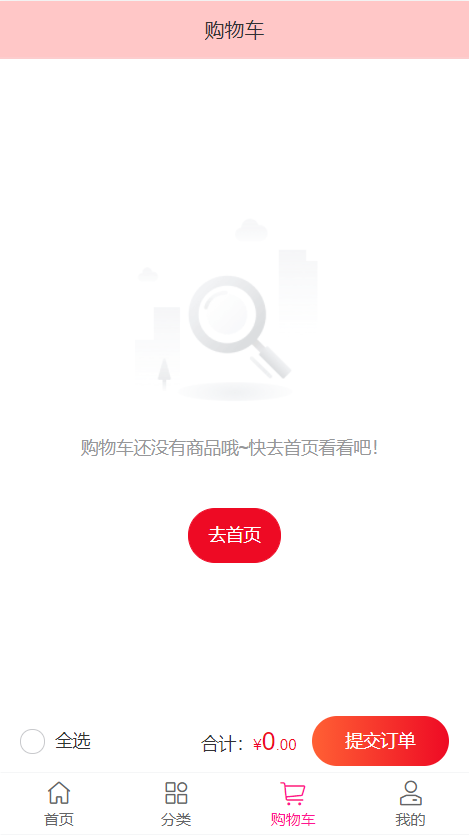 购物车
购物车还没有商品哦~快去首页看看吧！
去首页
全选 合计：¥0.00 提交订单
首页 分类 购物车 我的